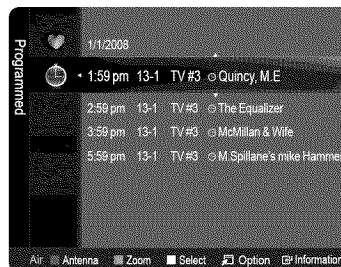 Programmed
1/1/2008
1:59 pm 13-1 TV #3 Quincy, M.E
2:59 pm 13-1 TV #3 The Equalizer
3:59 pm 13-1 TV #3 McMillan & Wife
5:59 pm 13-1 TV #3 M.Spillane's mike Hammer
Air Antenna Zoom Select Option Information